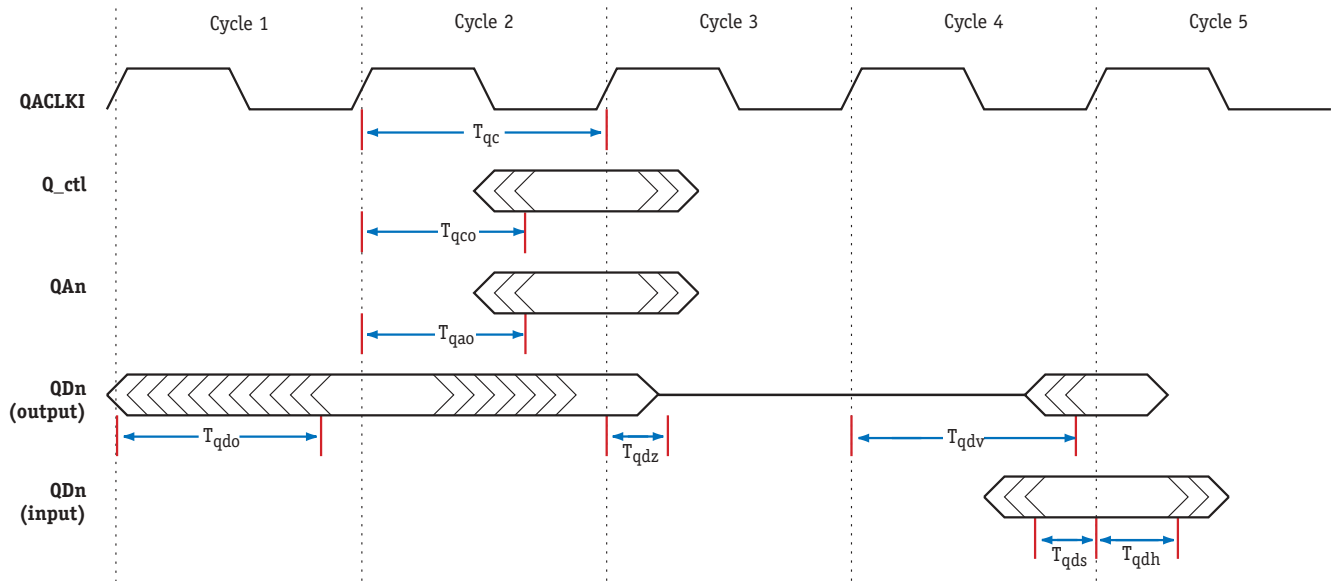 Cycle 1 Cycle 2 Cycle 3 Cycle 4 Cycle 5
QACLKI
Tqc
Q_ctl
Tqco
QAn
Tqao
QDn
(output)
Tqdo Tqdz Tqdv
QDn
(input)
Tqds Tqdh